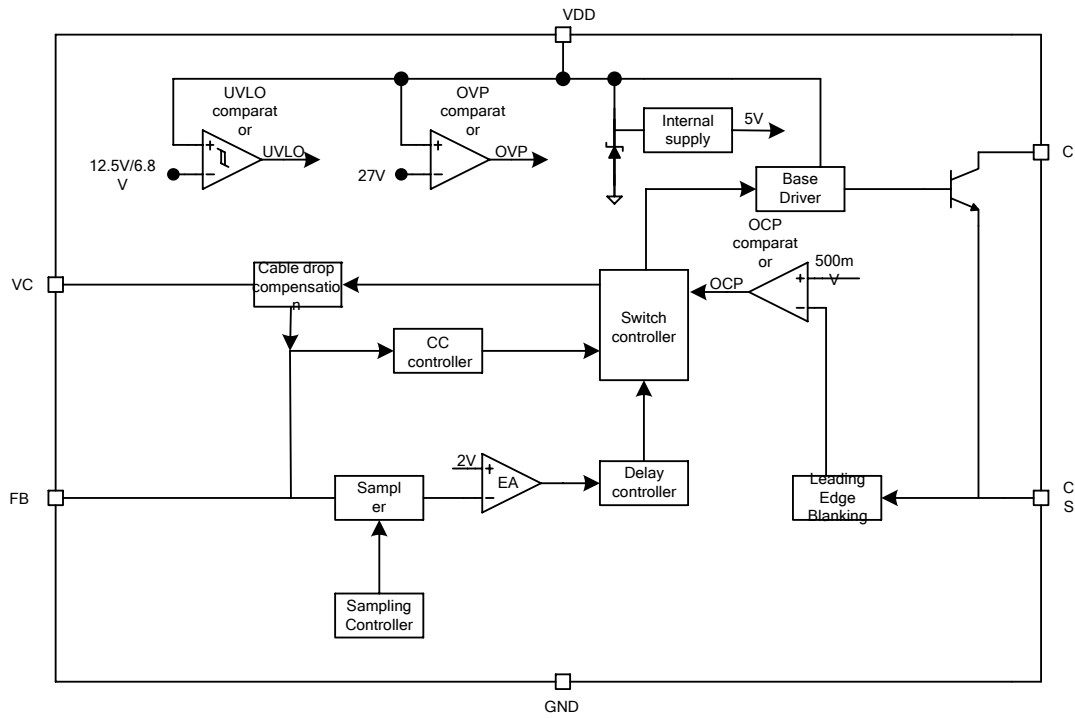 VDD
UVLO
comparat
or
+
−
UVLO
12.5V/6.8
V
OVP
comparat
or
+
−
OVP
27V
Internal
supply
5V
C
Base
Driver
OCP
comparat
or
500m
V
+
−
OCP
VC
Cable drop
compensatio
n
Switch
controller
CC
controller
2V
+
−
EA
Delay
controller
Leading
Edge
Blanking
C
S
FB
Sampl
er
Sampling
Controller
GND